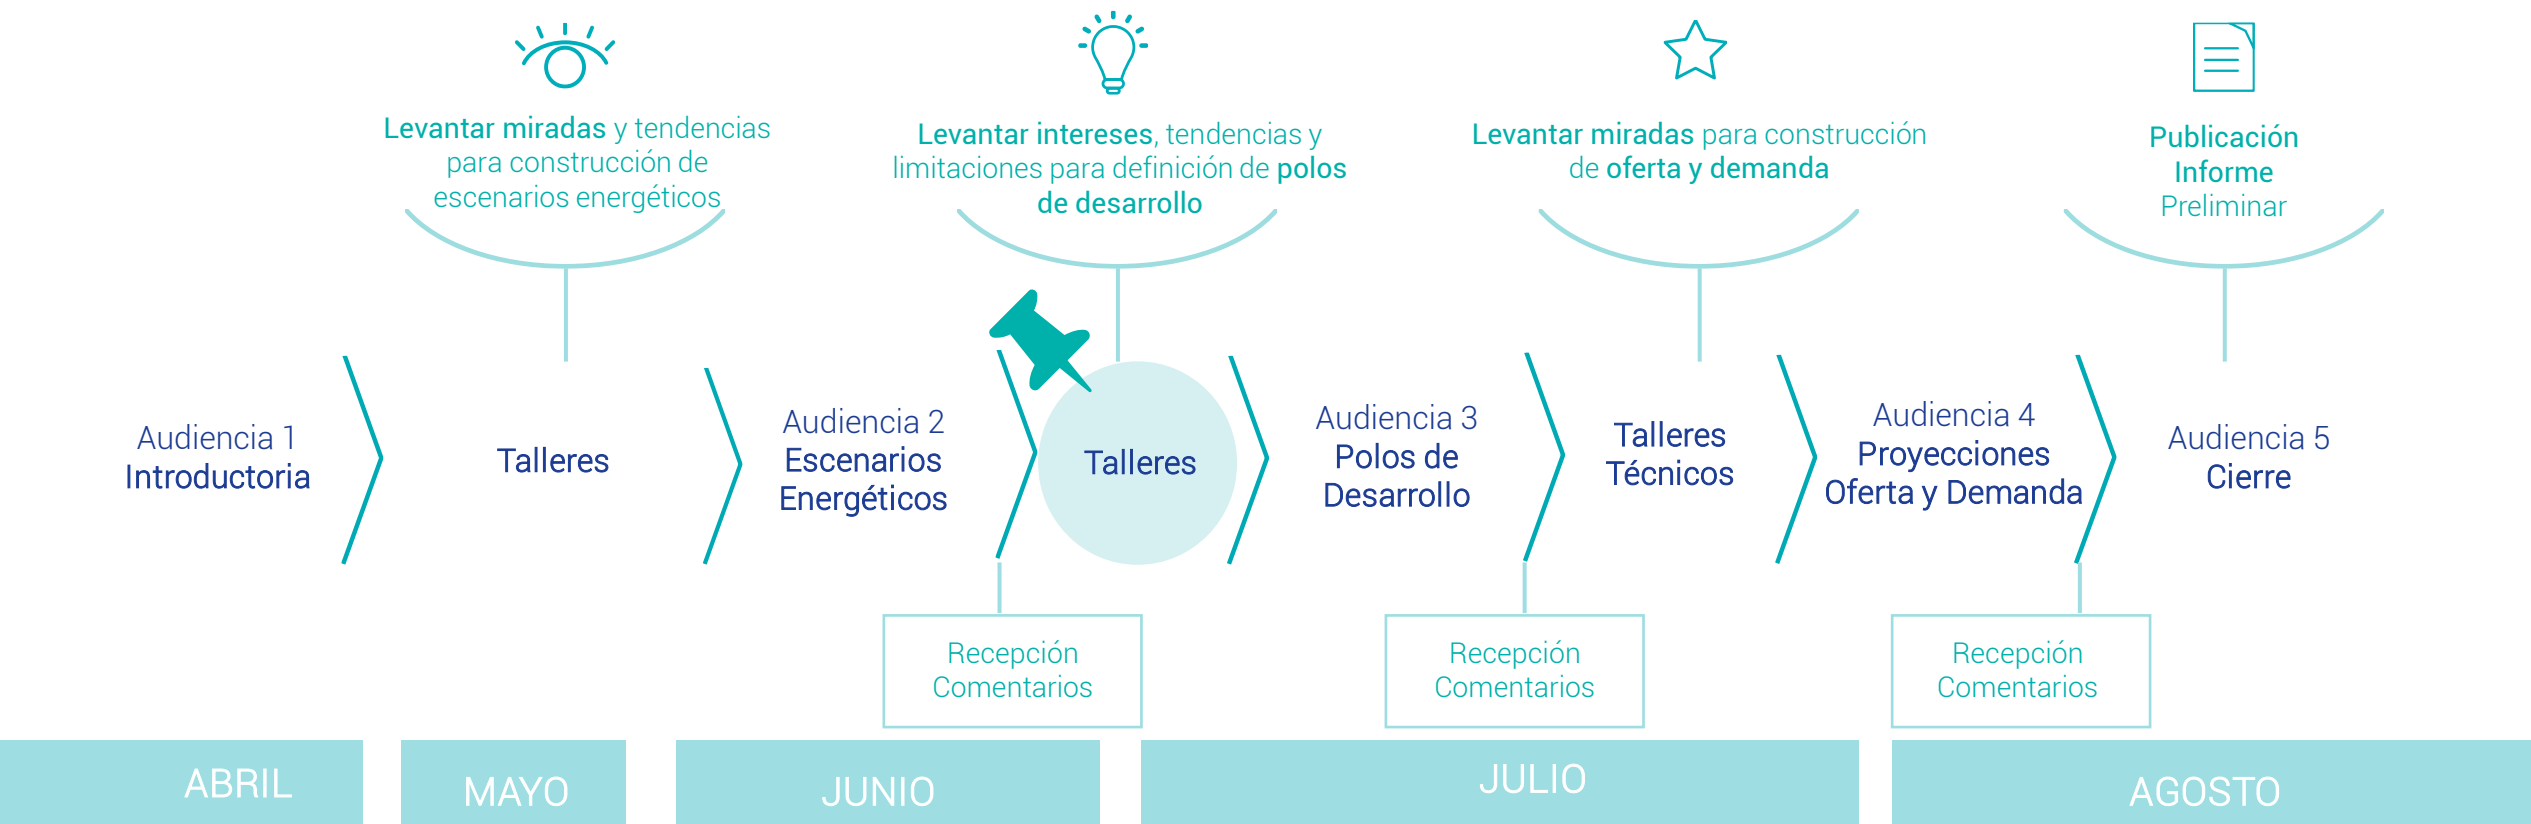 Levantar miradas y tendencias
para construcción de
escenarios energéticos
Levantar intereses, tendencias y
limitaciones para definición de polos
de desarrollo
Levantar miradas para construcción
de oferta y demanda
Publicación
Informe
Preliminar
Audiencia 1
Introductoria
Talleres
Audiencia 2
Escenarios
Energéticos
Talleres
Audiencia 3
Polos de
Desarrollo
Talleres
Técnicos
Audiencia 4
Proyecciones
Oferta y Demanda
Audiencia 5
Cierre
Recepción
Comentarios
Recepción
Comentarios
Recepción
Comentarios
ABRIL
MAYO
JUNIO
JULIO
AGOSTO